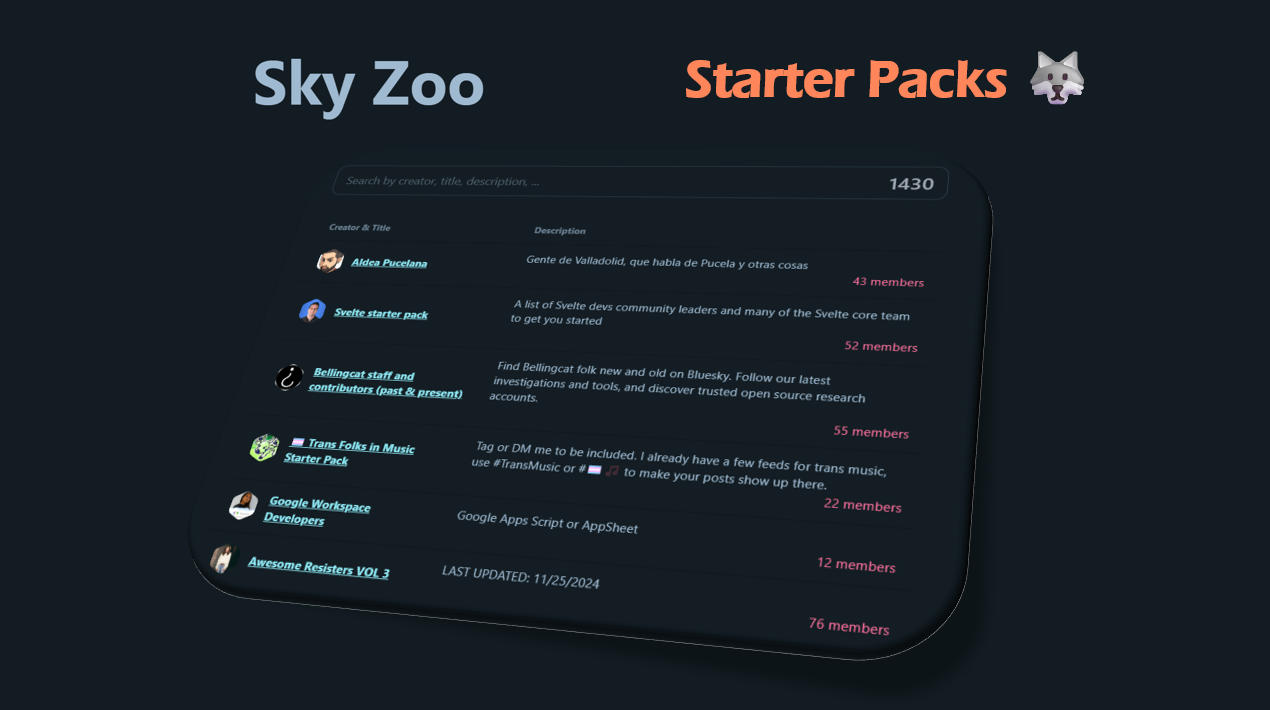 Sky Zoo
Starter Packs 🐺
Search by creator, title, description, ...
1430
Creator & Title
Description
Aldea Pucelana
Gente de Valladolid, que habla de Pucela y otras cosas
43 members
Svelte starter pack
A list of Svelte devs community leaders and many of the Svelte core team
to get you started
52 members
Bellingcat staff and
contributors (past & present)
Find Bellingcat folk new and old on Bluesky. Follow our latest
investigations and tools, and discover trusted open source research
accounts.
55 members
🏳️‍⚧️ Trans Folks in Music
Starter Pack
Tag or DM me to be included. I already have a few feeds for trans music,
use #TransMusic or #🏳️‍⚧️ 🎵 to make your posts show up there.
22 members
Google Workspace
Developers
Google Apps Script or AppSheet
12 members
Awesome Resisters VOL 3
LAST UPDATED: 11/25/2024
76 members